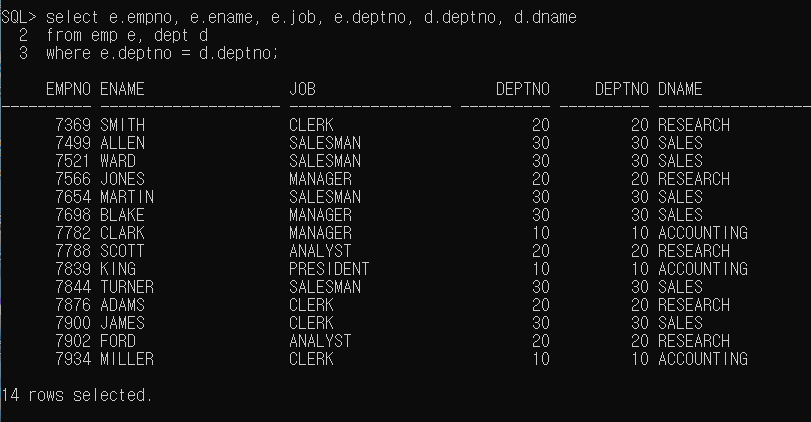 SQL> select e.empno, e.ename, e.job, e.deptno, d.deptno, d.dname
  2  from emp e, dept d
  3  where e.deptno = d.deptno;

     EMPNO ENAME                JOB                    DEPTNO     DEPTNO DNAME
---------- -------------------- ------------------ ---------- ---------- ----------------
      7369 SMITH                CLERK                      20         20 RESEARCH
      7499 ALLEN                SALESMAN                   30         30 SALES
      7521 WARD                 SALESMAN                   30         30 SALES
      7566 JONES                MANAGER                    20         20 RESEARCH
      7654 MARTIN               SALESMAN                   30         30 SALES
      7698 BLAKE                MANAGER                    30         30 SALES
      7782 CLARK                MANAGER                    10         10 ACCOUNTING
      7788 SCOTT                ANALYST                    20         20 RESEARCH
      7839 KING                 PRESIDENT                  10         10 ACCOUNTING
      7844 TURNER               SALESMAN                   30         30 SALES
      7876 ADAMS                CLERK                      20         20 RESEARCH
      7900 JAMES                CLERK                      30         30 SALES
      7902 FORD                 ANALYST                    20         20 RESEARCH
      7934 MILLER               CLERK                      10         10 ACCOUNTING

14 rows selected.